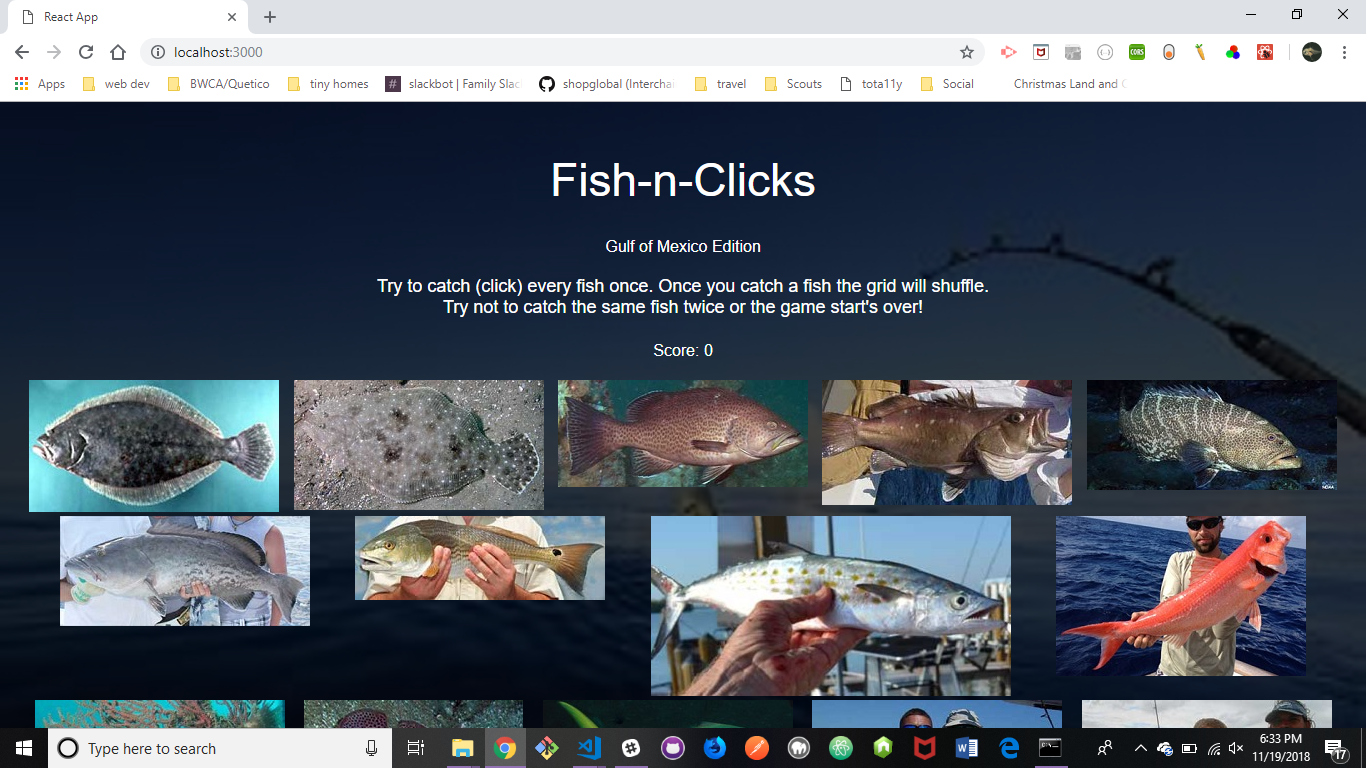 React App
localhost:3000
CORS
Apps
web dev
BWCA/Quetico
tiny homes
slackbot | Family Slac
shopglobal (Interchai
travel
Scouts
tota11y
Social
Christmas Land and
Fish-n-Clicks
Gulf of Mexico Edition
Try to catch (click) every fish once. Once you catch a fish the grid will shuffle.
Try not to catch the same fish twice or the game start's over!
Score: 0
NOAA
Type here to search
6:33 PM
11/19/2018
17